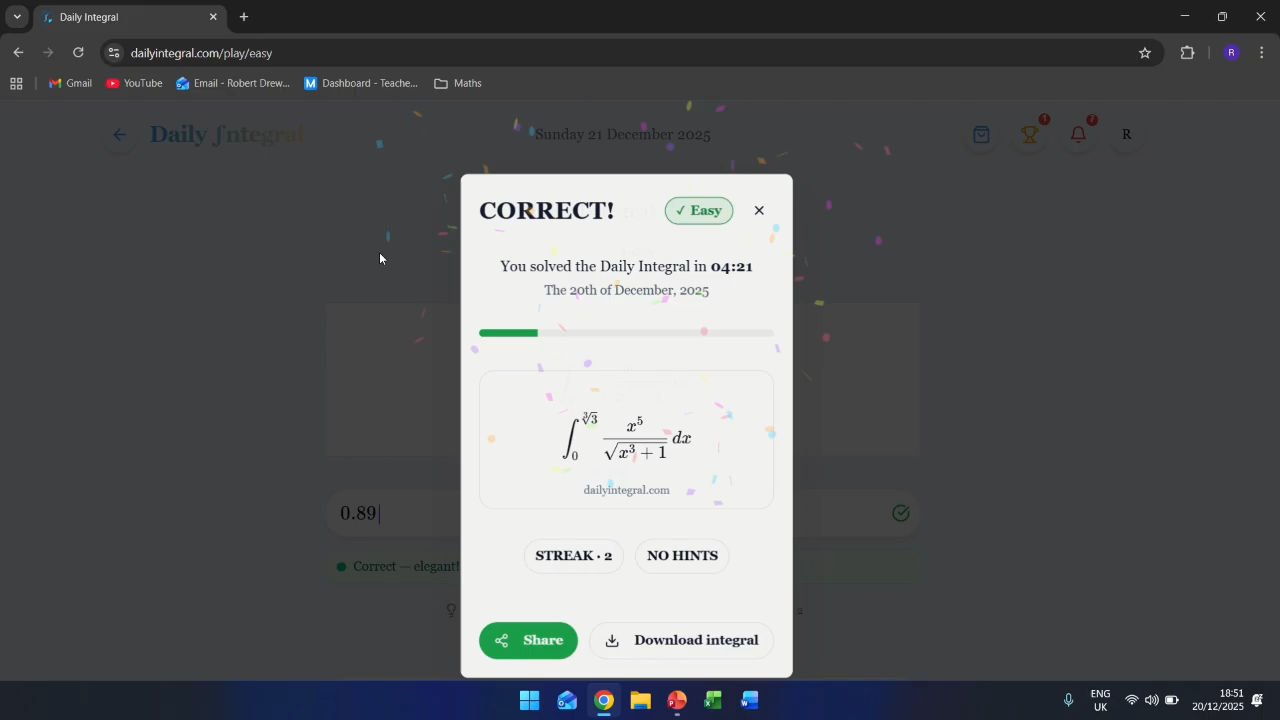 Daily Integral
dailyintegral.com/play/easy
R
Gmail
YouTube
Email - Robert Drew...
Dashboard - Teache...
Maths
Daily ∫ntegral
Sunday 21 December 2025
1
7
R
CORRECT!
✓ Easy
You solved the Daily Integral in 04:21
The 20th of December, 2025
∫₀^∛3 x⁵/√(x³ + 1) dx
dailyintegral.com
0.89
Correct — elegantl
STREAK · 2
NO HINTS
Share
Download integral
ENG
UK
18:51
20/12/2025